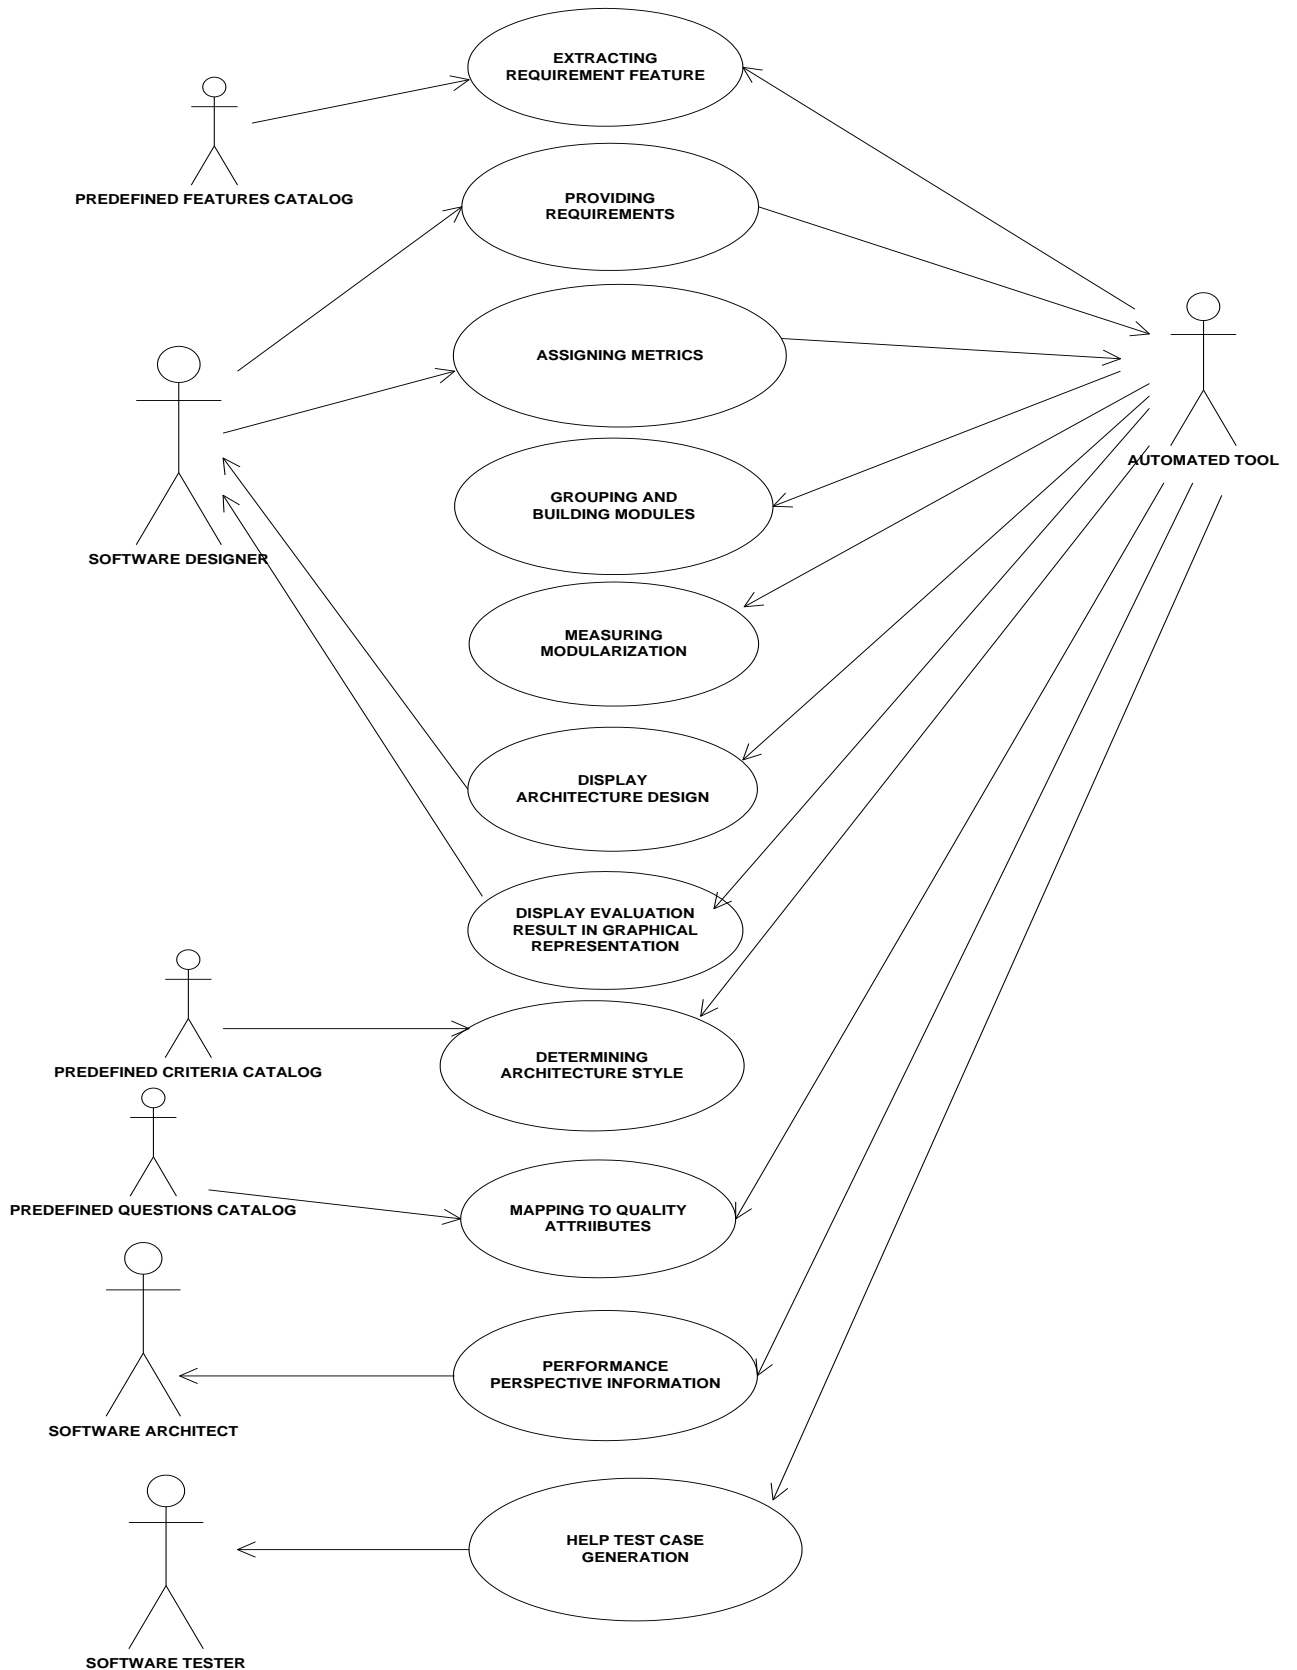 EXTRACTING
REQUIREMENT FEATURE
PREDEFINED FEATURES CATALOG
PROVIDING
REQUIREMENTS
ASSIGNING METRICS
AUTOMATED TOOL
GROUPING AND
BUILDING MODULES
SOFTWARE DESIGNER
MEASURING
MODULARIZATION
DISPLAY
ARCHITECTURE DESIGN
DISPLAY EVALUATION
RESULT IN GRAPHICAL
REPRESENTATION
DETERMINING
ARCHITECTURE STYLE
PREDEFINED CRITERIA CATALOG
PREDEFINED QUESTIONS CATALOG
MAPPING TO QUALITY
ATTRIIBUTES
PERFORMANCE
PERSPECTIVE INFORMATION
SOFTWARE ARCHITECT
HELP TEST CASE
GENERATION
SOFTWARE TESTER